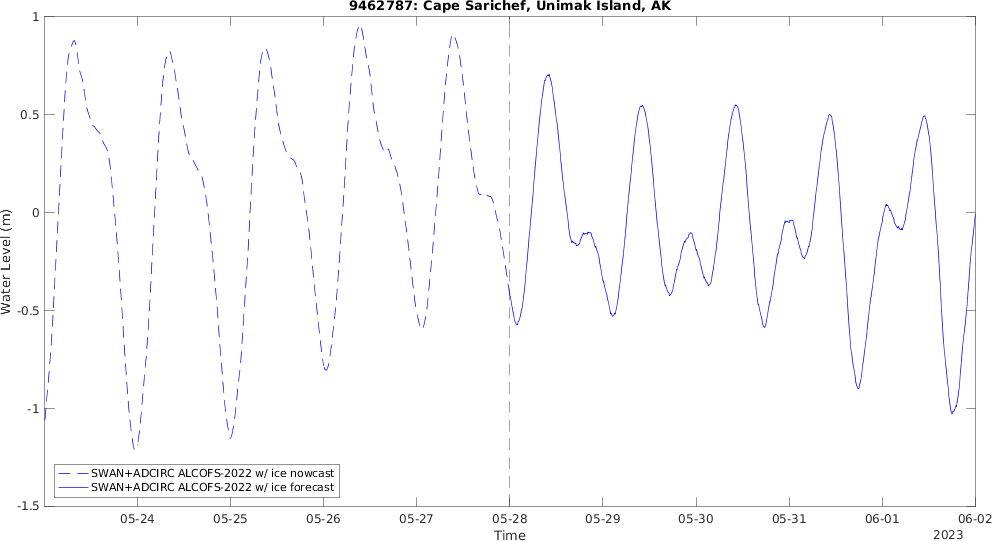 9462787: Cape Sarichef, Unimak Island, AK
1
0.5
0
-0.5
-1
-1.5
Water Level (m)
SWAN+ADCIRC ALCOFS-2022 w/ ice nowcast
SWAN+ADCIRC ALCOFS-2022 w/ ice forecast
05-24 05-25 05-26 05-27 05-28 05-29 05-30 05-31 06-01 06-02
Time
2023